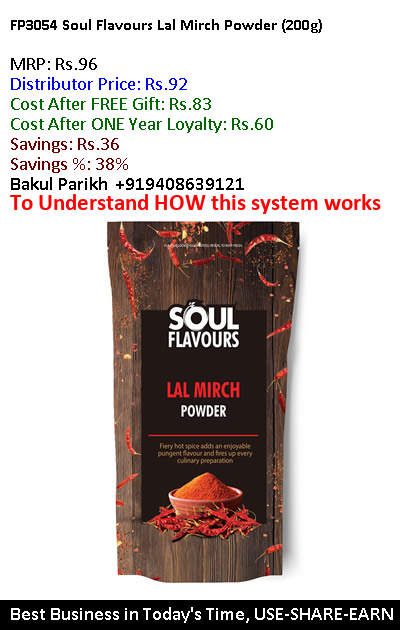 FP3054 Soul Flavours Lal Mirch Powder (200g)
MRP: Rs.96
Distributor Price: Rs.92
Cost After FREE Gift: Rs.83
Cost After ONE Year Loyalty: Rs.60
Savings: Rs.36
Savings %: 38%
Bakul Parikh +919408639121
To Understand HOW this system works
SOUL
FLAVOURS
LAL MIRCH
POWDER
Fiery hot spice adds an enjoyable
pungent flavour and fires up every
culinary preparation
Best Business in Today's Time, USE-SHARE-EARN